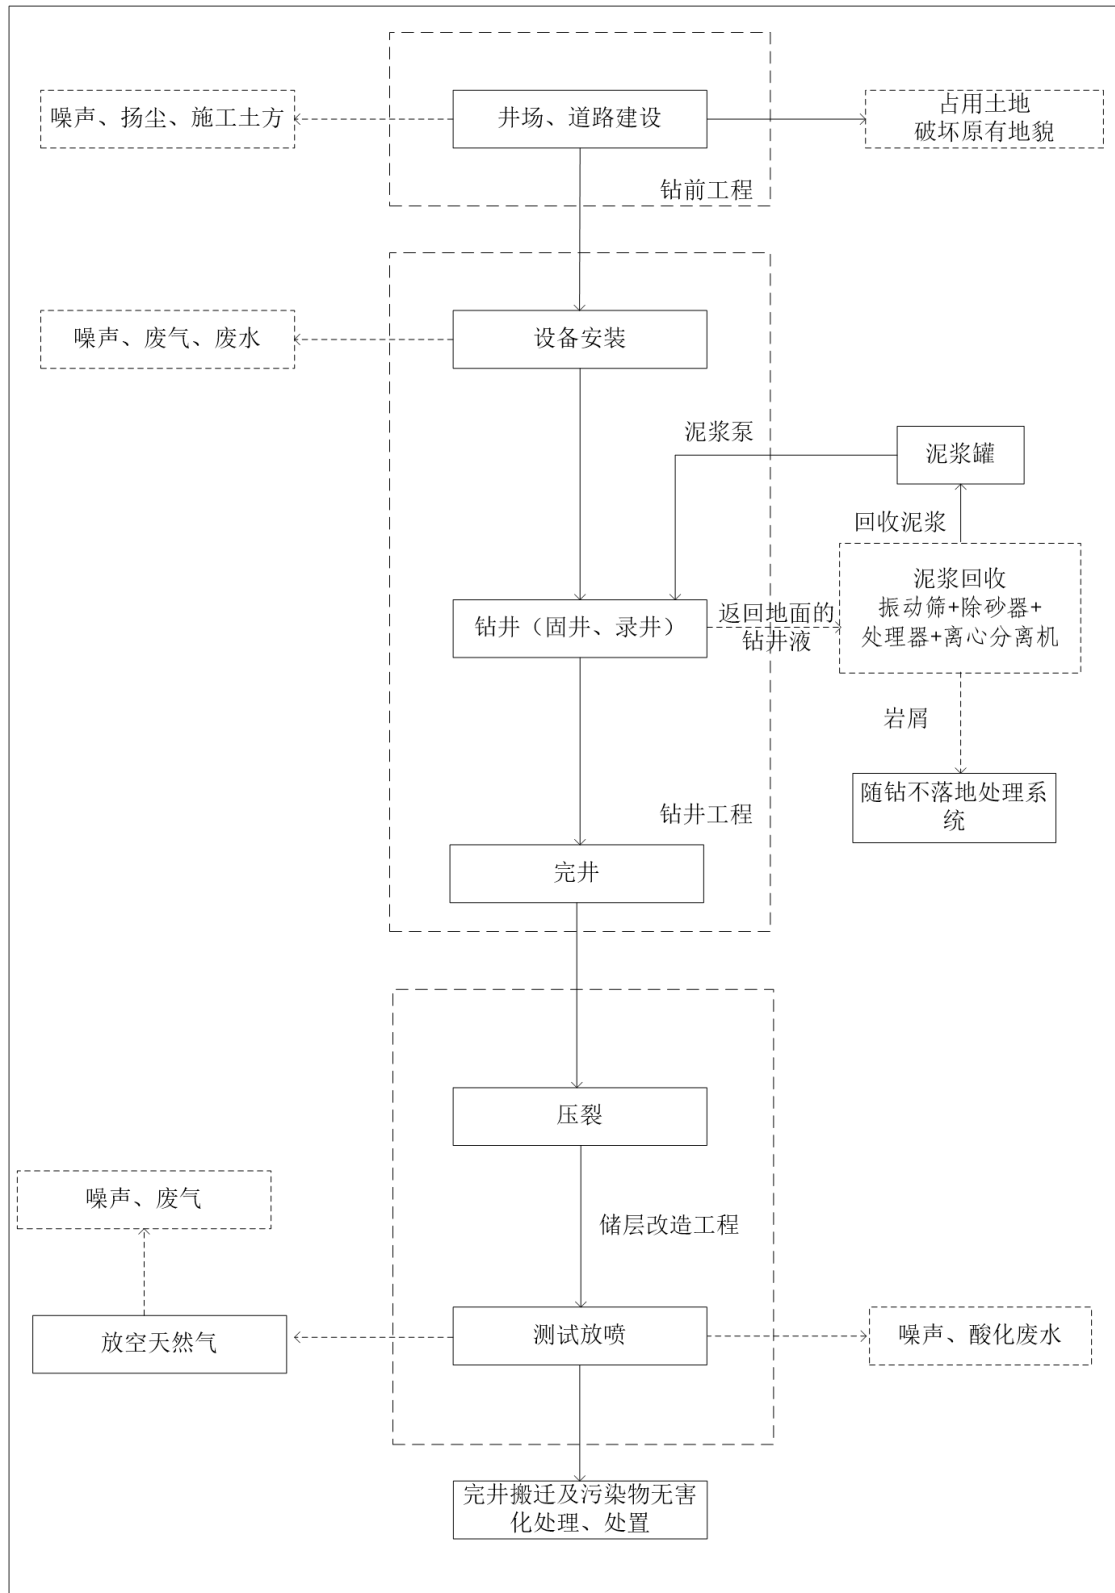 噪声、扬尘、施工土方
井场、道路建设
占用土地
破坏原有地貌
钻前工程
噪声、废气、废水
设备安装
泥浆泵
泥浆罐
回收泥浆
泥浆回收
振动筛+除砂器+
处理器+离心分离机
钻井（固井、录井）
返回地面的
钻井液
岩屑
随钻不落地处理系
统
钻井工程
完井
压裂
噪声、废气
储层改造工程
放空天然气
测试放喷
噪声、酸化废水
完井搬迁及污染物无害
化处理、处置